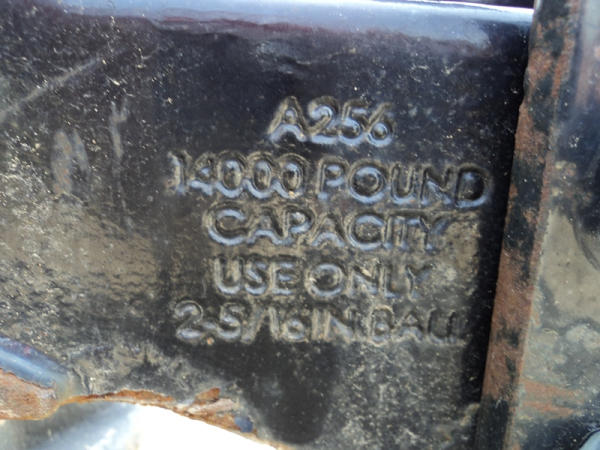 A256
14000 POUND
CAPACITY
USE ONLY
2-5/16 IN BALL